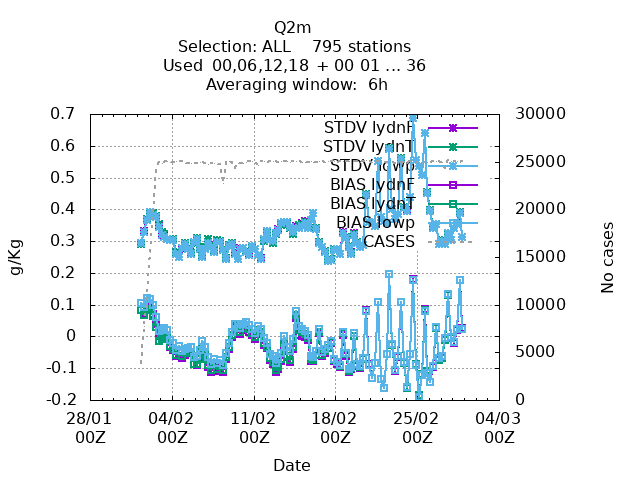 Q2m
Selection: ALL 795 stations
Used 00,06,12,18 + 00 01 ... 36
Averaging window: 6h
0.7
0.6
0.5
0.4
0.3
0.2
0.1
0
-0.1
-0.2
g/Kg
30000
25000
20000
15000
10000
5000
0
No cases
STDV lydnF
STDV lydnT
STDV lowp
BIAS lydnF
BIAS lydnT
BIAS lowp
CASES
28/01 04/02 11/02 18/02 25/02 04/03
00Z 00Z 00Z 00Z 00Z 00Z
Date